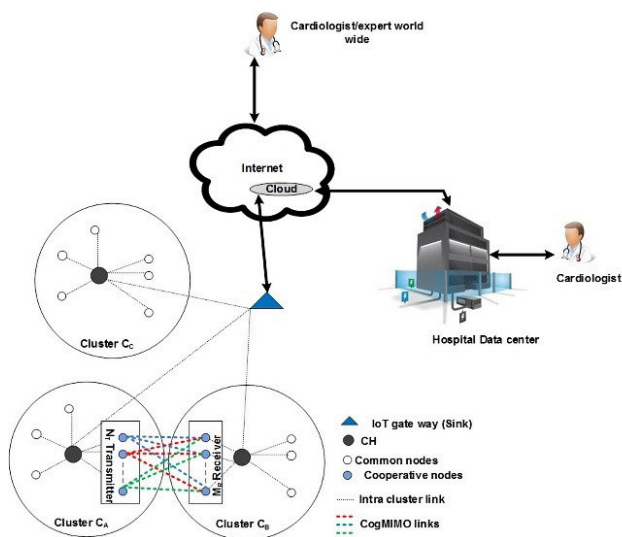 Cardiologist/expert world
wide
Internet
Cloud
Cardiologist
Hospital Data center
Cluster CC
NT Transmitter
MR Receiver
Cluster CA
Cluster CB
IoT gate way (Sink)
CH
Common nodes
Cooperative nodes
Intra cluster link
CogMIMO links